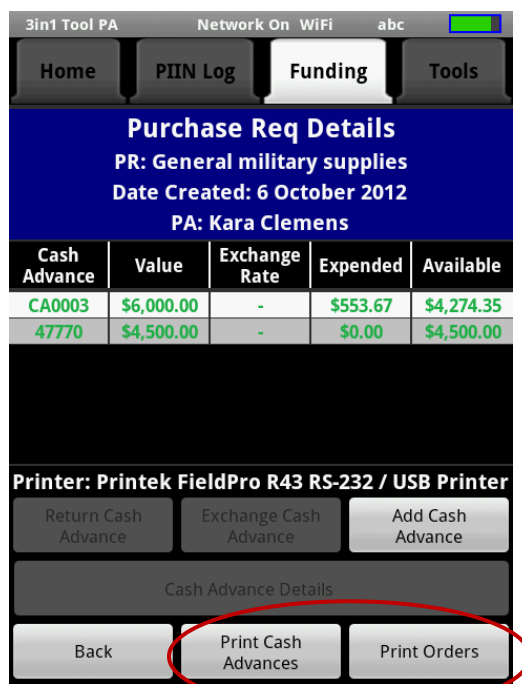 3in1 Tool PA Network On WiFi abc
Home PIIN Log Funding Tools
Purchase Req Details
PR: General military supplies
Date Created: 6 October 2012
PA: Kara Clemens
Cash Advance Value Exchange Rate Expended Available
CA0003 $6,000.00 - $553.67 $4,274.35
47770 $4,500.00 - $0.00 $4,500.00
Printer: Printek FieldPro R43 RS-232 / USB Printer
Return Cash Advance Exchange Cash Advance Add Cash Advance
Cash Advance Details
Back Print Cash Advances Print Orders